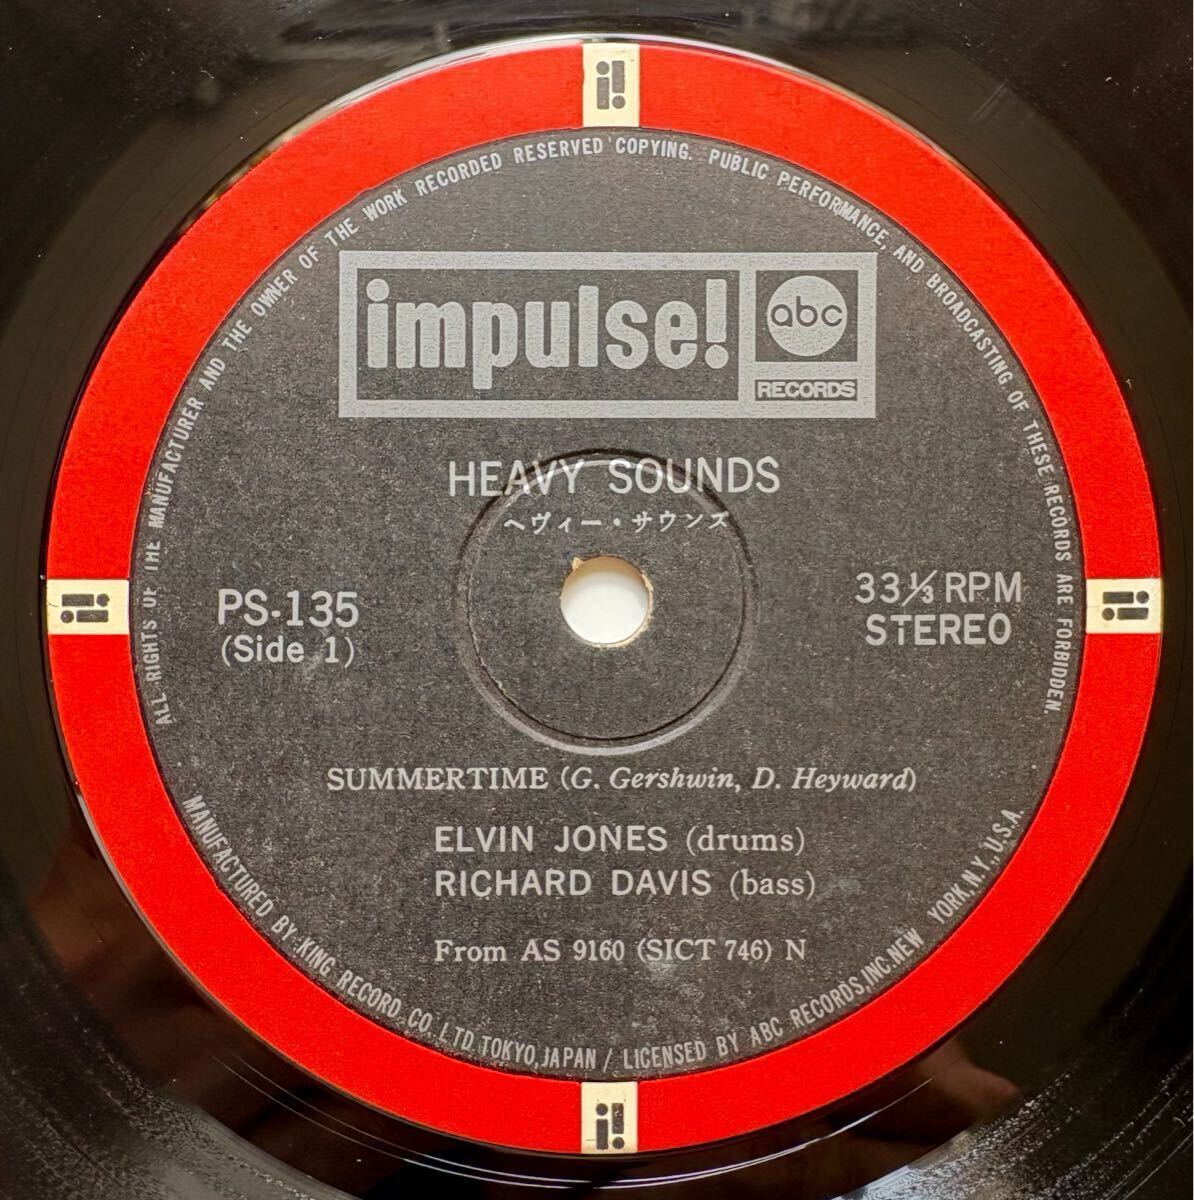 ALL RIGHTS OF THE MANUFACTURER AND THE OWNER OF THE WORK RECORDED RESERVED COPYING. PUBLIC PERFORMANCE, AND BROADCASTING OF THESE RECORDS ARE FORBIDDEN.
impulse!
abc
RECORDS
HEAVY SOUNDS
ヘヴィー・サウンズ
PS-135
(Side 1)
33 1/3 RPM
STEREO
SUMMERTIME (G. Gershwin, D. Heyward)
ELVIN JONES (drums)
RICHARD DAVIS (bass)
From AS 9160 (SICT 746) N
MANUFACTURED BY KING RECORD CO. LTD. TOKYO, JAPAN / LICENSED BY ABC RECORDS, INC. NEW YORK, N.Y., U.S.A.